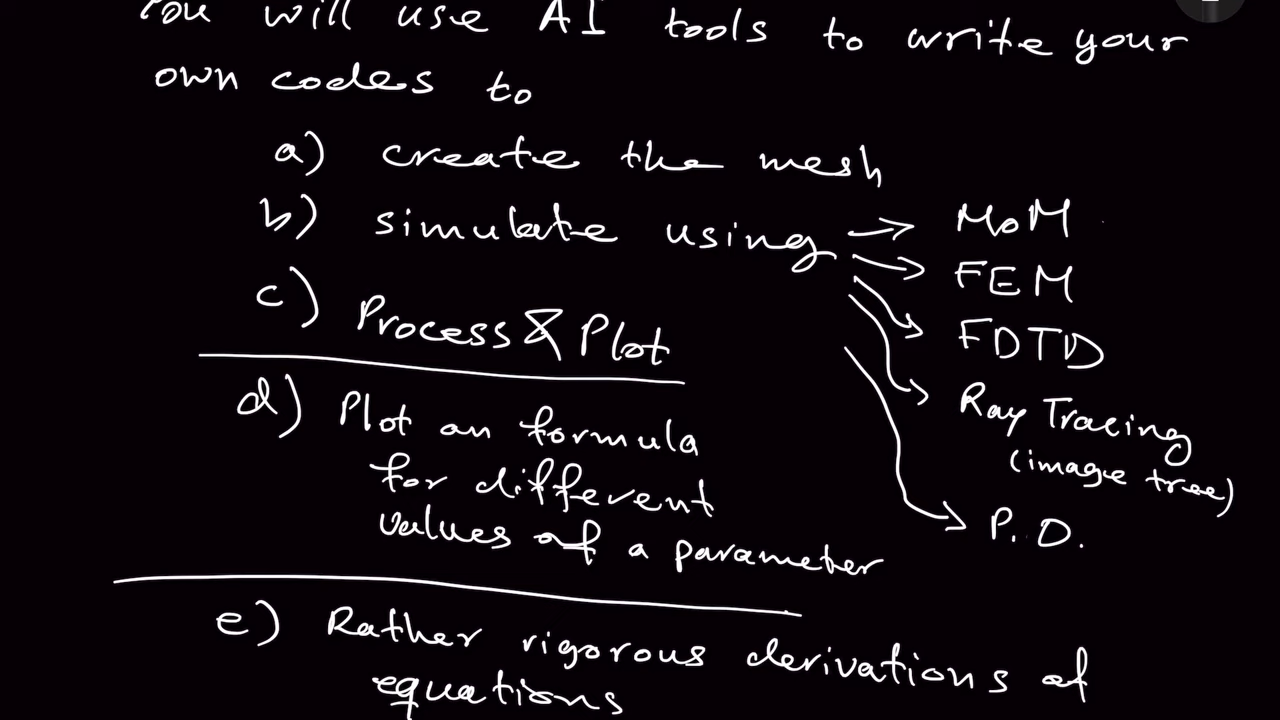 You will use AI tools to write your
own codes to
a) create the mesh
b) simulate using → MoM
→ FEM
→ FDTD
→ Ray Tracing
(image tree)
→ P.O.
c) Process & Plot
d) Plot an formula
for different
values of a parameter
e) Rather rigorous derivations of
equations